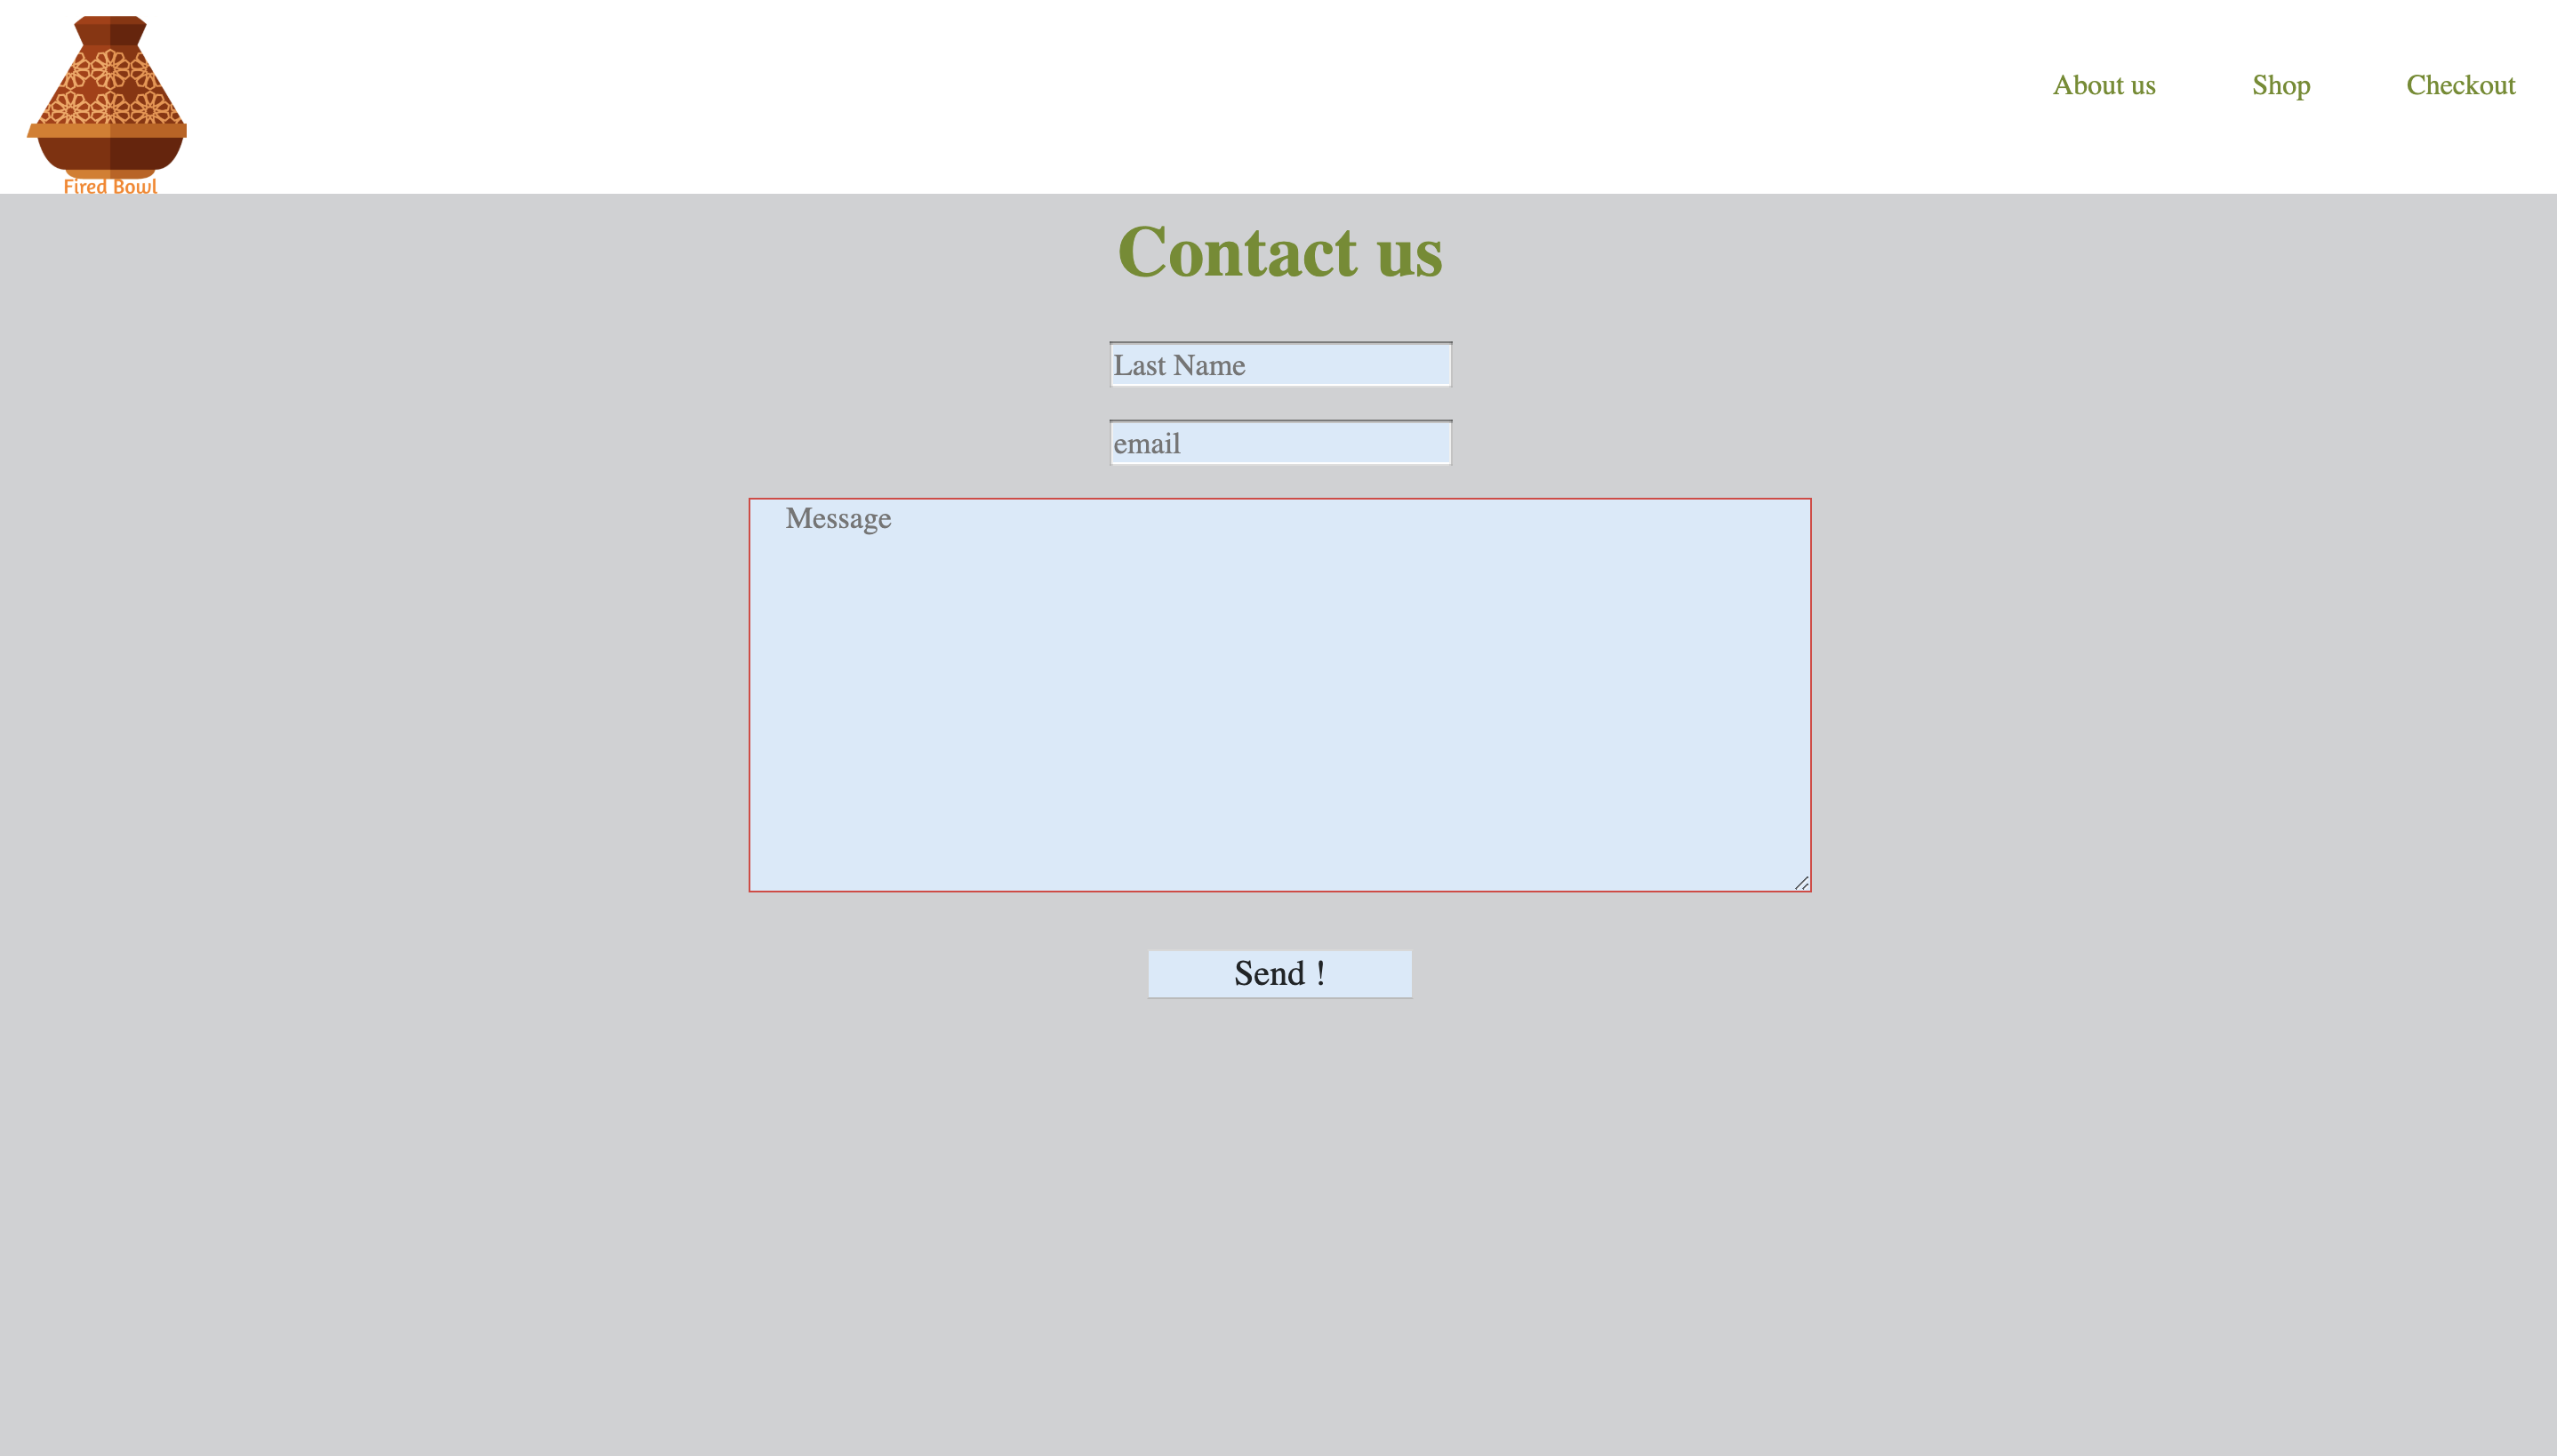 Fired Bowl
About us
Shop
Checkout
Contact us
Last Name
email
Message
Send !